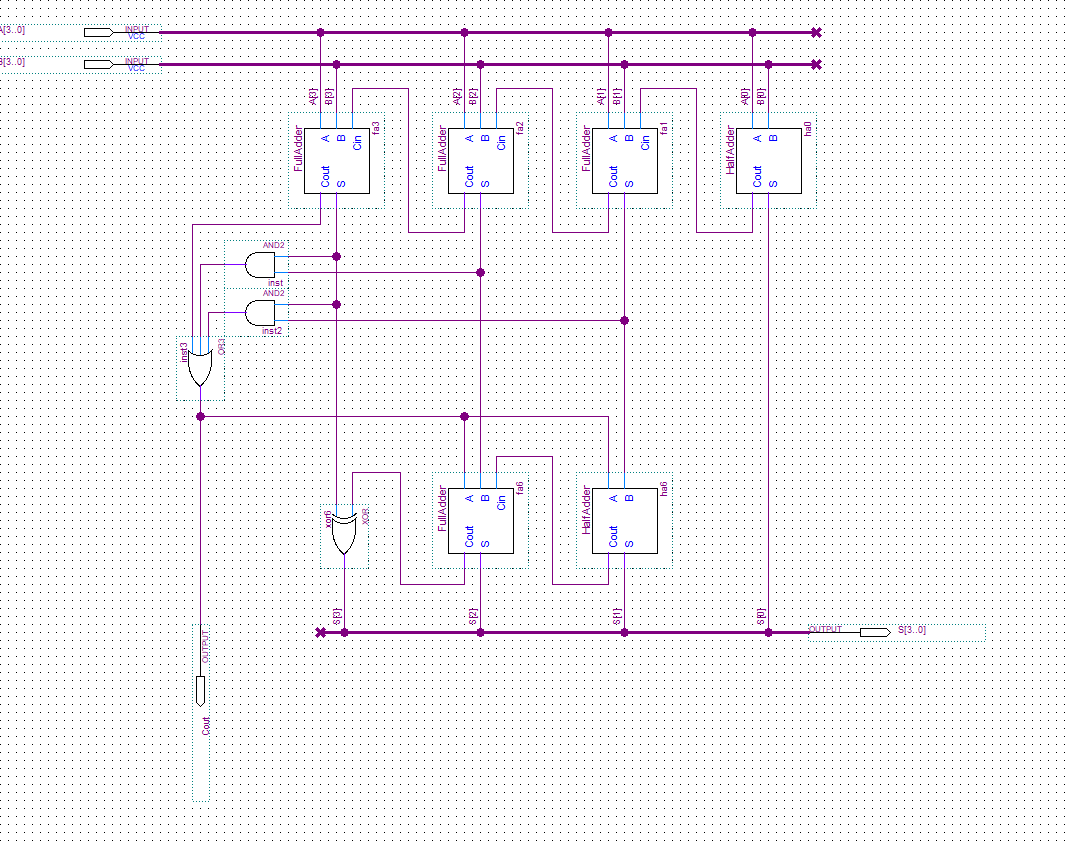 A[3..0] INPUT VCC
B[3..0] INPUT VCC
A[3] B[3] A[2] B[2] A[1] B[1] A[0] B[0]
FullAdder A B Cin Cout S fa3
FullAdder A B Cin Cout S fa2
FullAdder A B Cin Cout S fa1
HalfAdder A B Cout S ha0
AND2
inst
AND2
inst2
inst3 OR3
FullAdder A B Cin Cout S fa6
HalfAdder A B Cout S ha6
xor6 XOR
S[3] S[2] S[1] S[0]
OUTPUT S[3..0]
OUTPUT
Cout